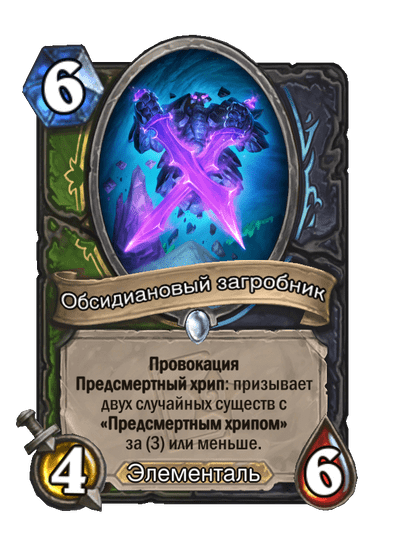 6
Обсидиановый загробник
Провокация
Предсмертный хрип: призывает
двух случайных существ с
«Предсмертным хрипом»
за (3) или меньше.
4
Элементаль
6